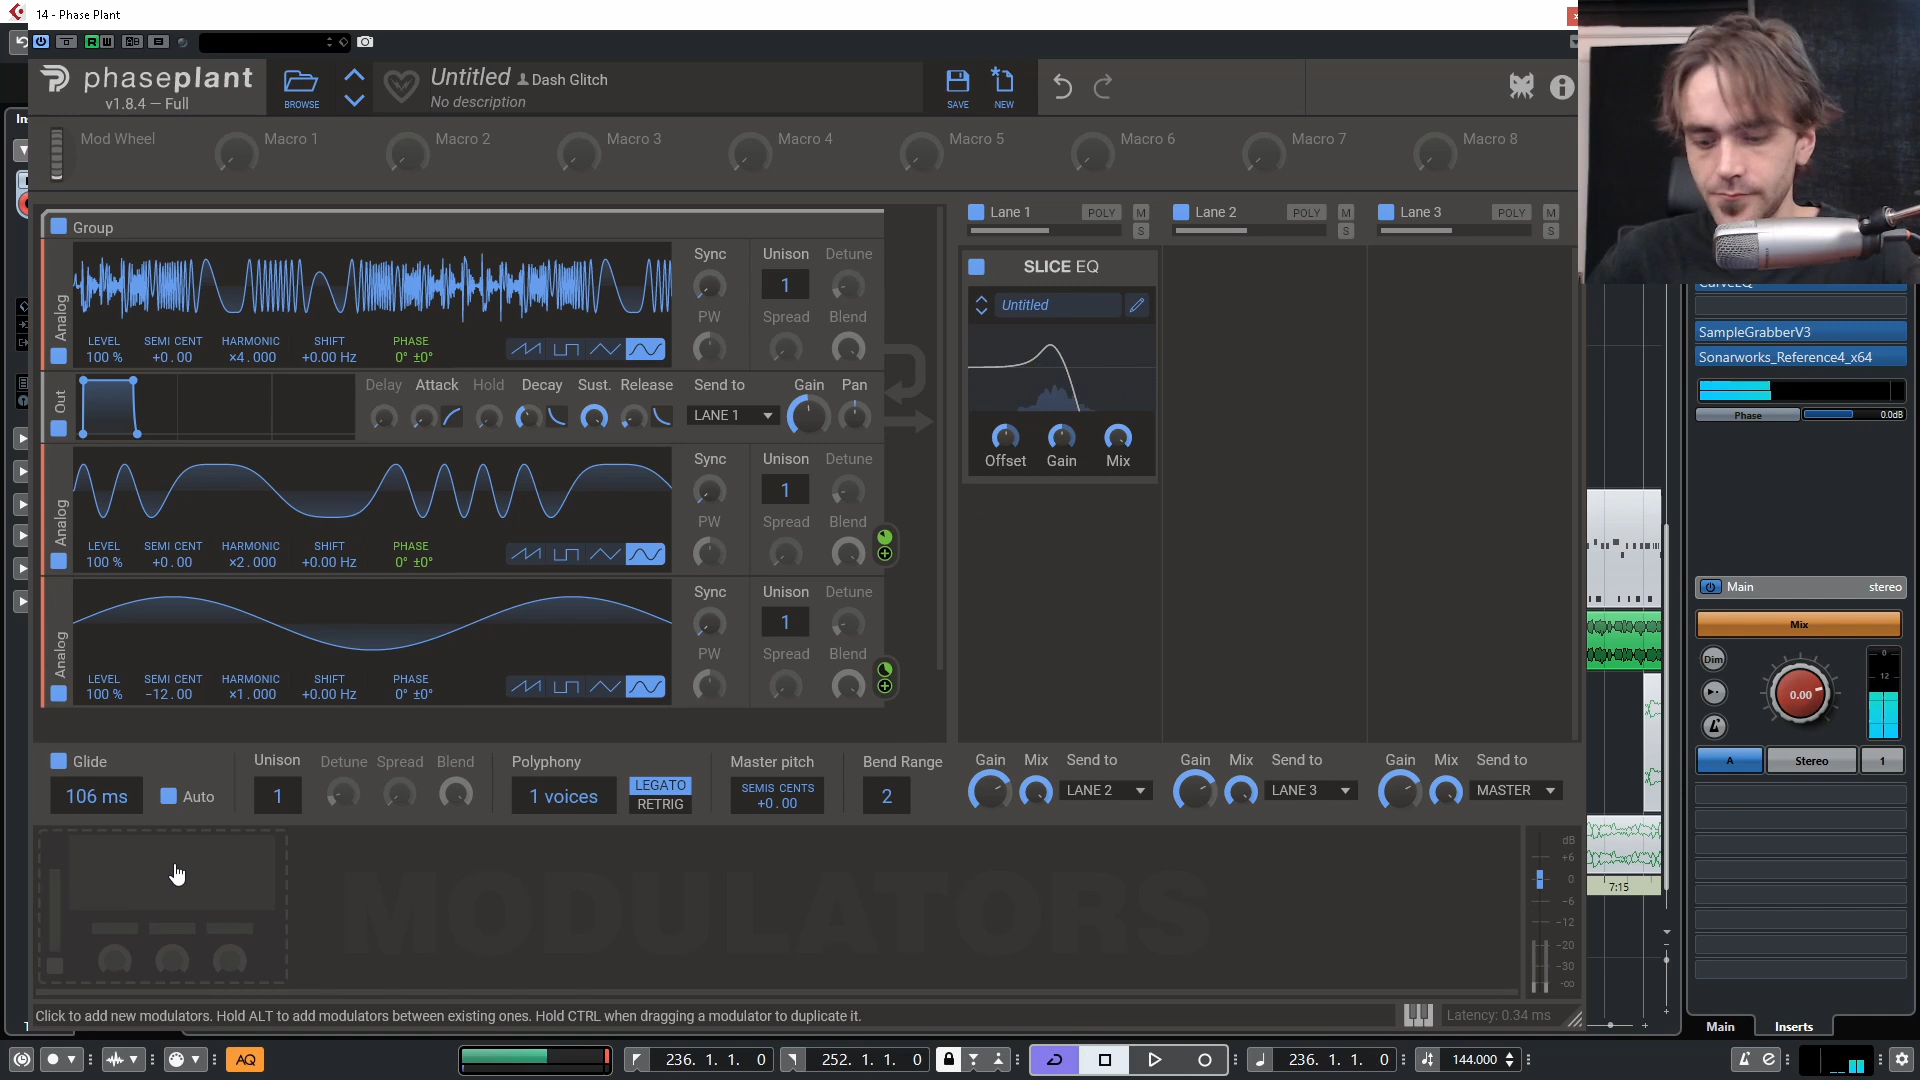 14 - Phase Plant
phaseplant
v1.8.4 — Full
BROWSE
Untitled Dash Glitch
No description
SAVE
NEW
Mod Wheel
Macro 1
Macro 2
Macro 3
Macro 4
Macro 5
Macro 6
Macro 7
Macro 8
Group
Analog
LEVEL SEMI CENT HARMONIC SHIFT PHASE
100 % +0.00 ×4.000 +0.00 Hz 0° ±0°
Sync Unison Detune
1
PW Spread Blend
Out
Delay Attack Hold Decay Sust. Release Send to Gain Pan
LANE 1
Analog
LEVEL SEMI CENT HARMONIC SHIFT PHASE
100 % +0.00 ×2.000 +0.00 Hz 0° ±0°
Sync Unison Detune
1
PW Spread Blend
Analog
LEVEL SEMI CENT HARMONIC SHIFT PHASE
100 % −12.00 ×1.000 +0.00 Hz 0° ±0°
Sync Unison Detune
1
PW Spread Blend
Lane 1 POLY M
S
Lane 2 POLY M
S
Lane 3 POLY M
S
SLICE EQ
Untitled
Offset Gain Mix
Glide
106 ms Auto
Unison Detune Spread Blend
1
Polyphony
1 voices LEGATO
RETRIG
Master pitch
SEMIS CENTS
+0.00
Bend Range
2
Gain Mix Send to
LANE 2
Gain Mix Send to
LANE 3
Gain Mix Send to
MASTER
MODULATORS
dB
+6
0
−6
−12
−20
−30
−∞
Click to add new modulators. Hold ALT to add modulators between existing ones. Hold CTRL when dragging a modulator to duplicate it.
Latency: 0.34 ms
SampleGrabberV3
Sonarworks_Reference4_x64
Phase 0.0dB
Main stereo
Mix
Dim
0.00
0
12
A Stereo 1
7:15
Main Inserts
AQ
236. 1. 1. 0
252. 1. 1. 0
236. 1. 1. 0
144.000